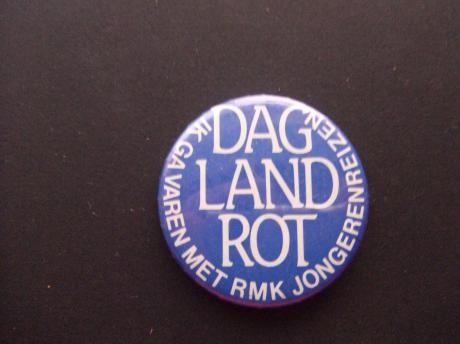 DAG
LAND
ROT
IK GA VAREN MET RMK JONGERENREIZEN